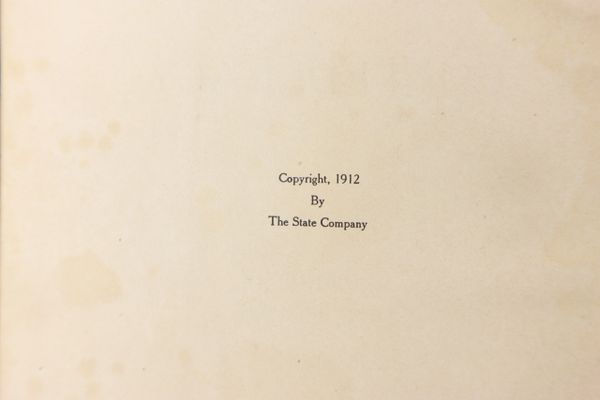 Copyright, 1912
By
The State Company